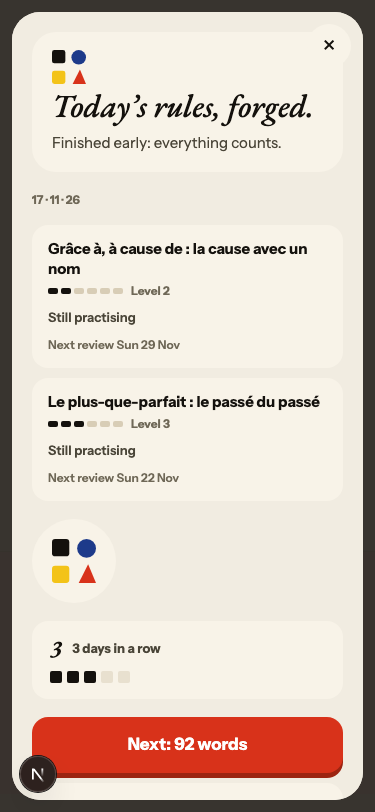 ×
Today’s rules, forged.
Finished early: everything counts.
17·11·26
Grâce à, à cause de : la cause avec un
nom
Level 2
Still practising
Next review Sun 29 Nov
Le plus-que-parfait : le passé du passé
Level 3
Still practising
Next review Sun 22 Nov
3 3 days in a row
Next: 92 words
N